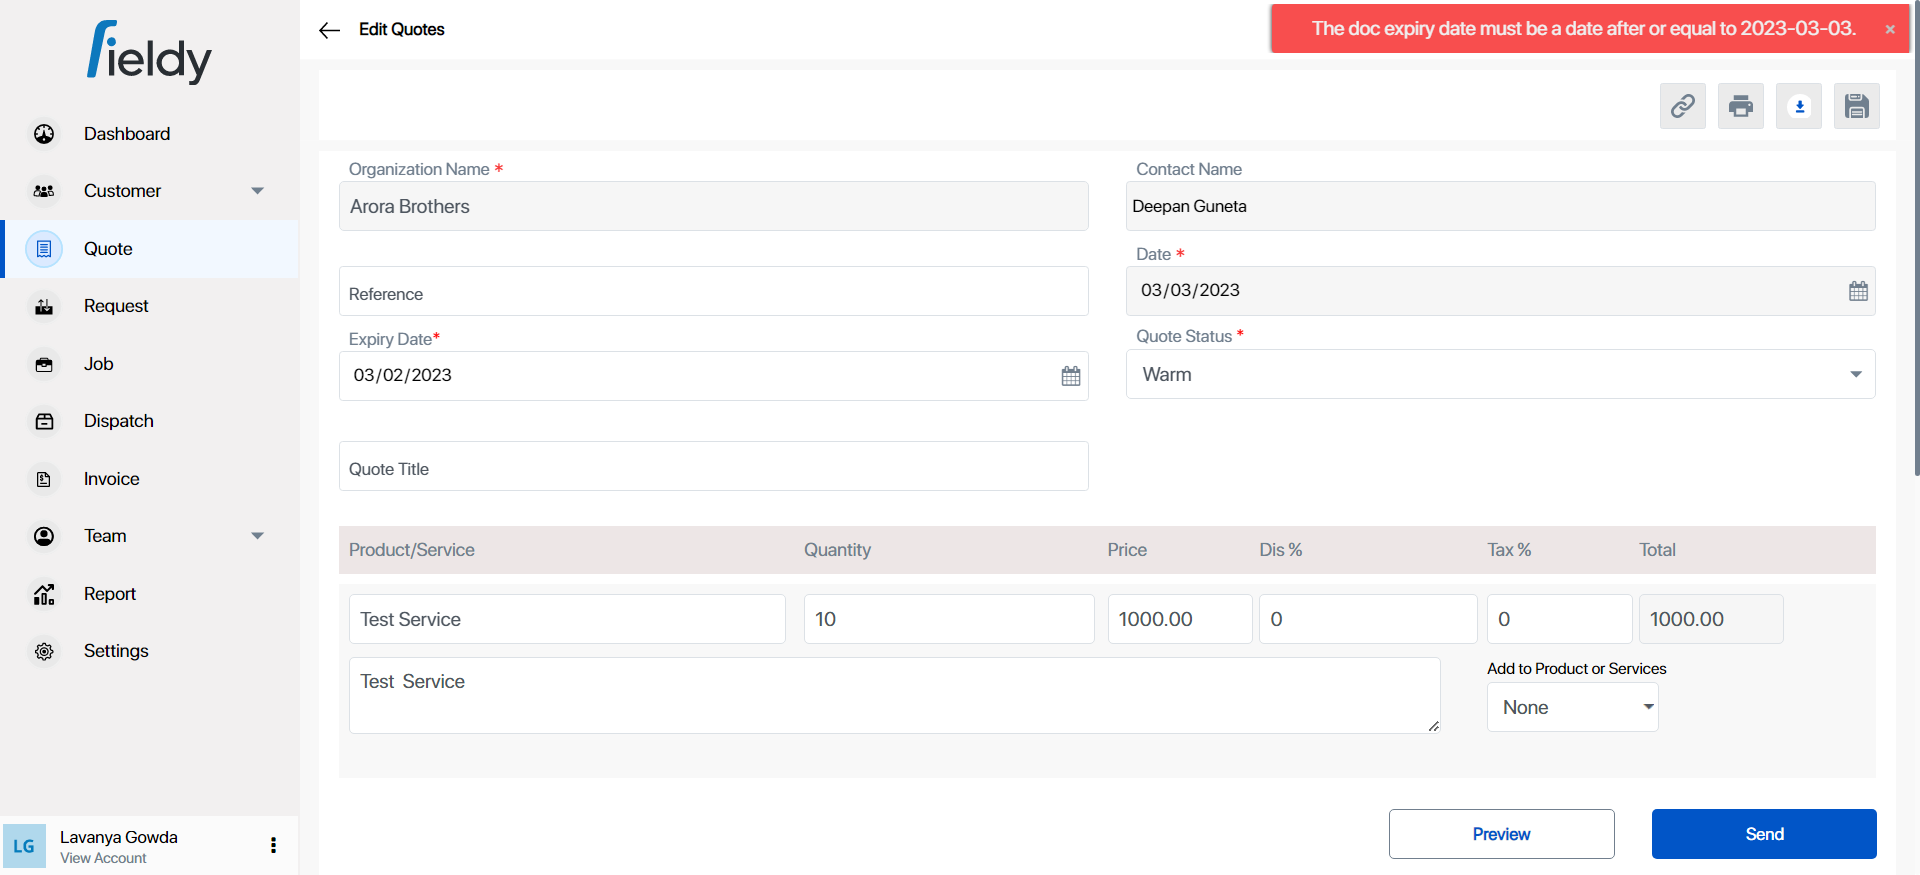 fieldy
Edit Quotes
The doc expiry date must be a date after or equal to 2023-03-03. ×
Dashboard
Customer
Quote
Request
Job
Dispatch
Invoice
Team
Report
Settings
LG
Lavanya Gowda
View Account
Organization Name *
Arora Brothers
Contact Name
Deepan Guneta
Reference
Date *
03/03/2023
Expiry Date*
03/02/2023
Quote Status *
Warm
Quote Title
Product/Service Quantity Price Dis % Tax % Total
Test Service 10 1000.00 0 0 1000.00
Test  Service
Add to Product or Services
None
Preview Send